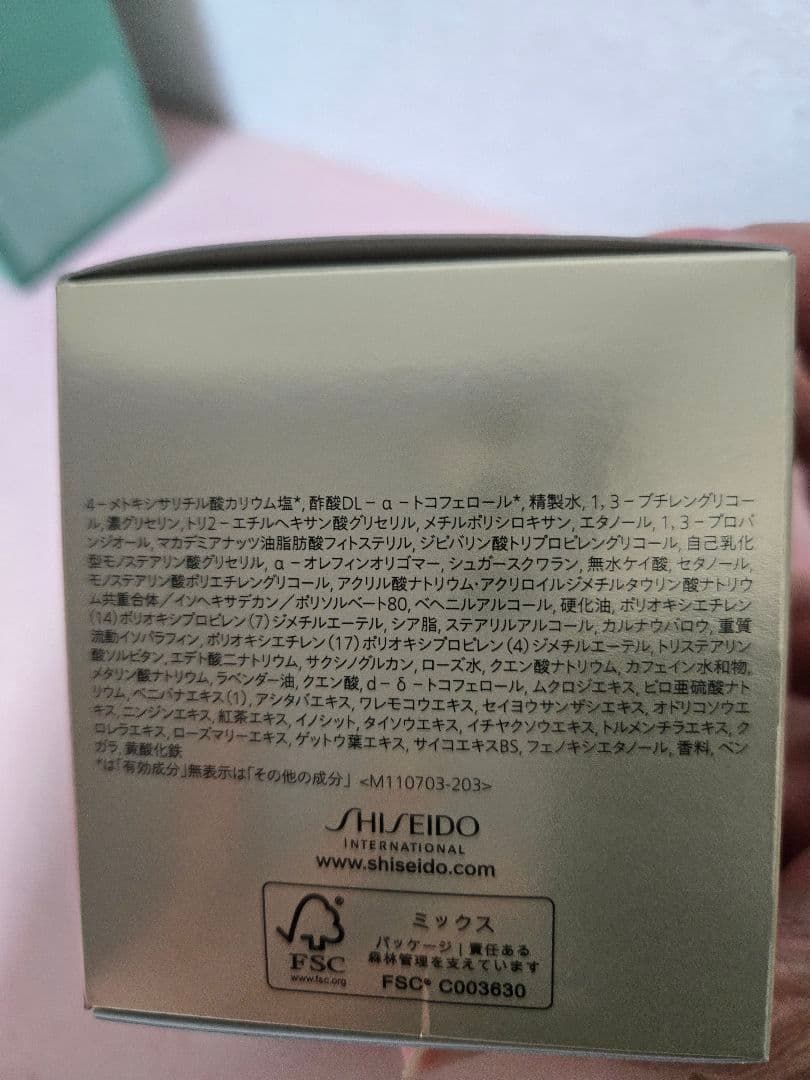 4－メトキシサリチル酸カリウム塩*, 酢酸DL－α－トコフェロール*, 精製水, 1, 3－ブチレングリコー
ル, 濃グリセリン, トリ2－エチルヘキサン酸グリセリル, メチルポリシロキサン, エタノール, 1, 3－プロパ
ンジオール, マカデミアナッツ油脂肪酸フィトステリル, ジピバリン酸トリプロピレングリコール, 自己乳化
型モノステアリン酸グリセリル, α－オレフィンオリゴマー, シュガースクワラン, 無水ケイ酸, セタノール,
モノステアリン酸ポリエチレングリコール, アクリル酸ナトリウム・アクリロイルジメチルタウリン酸ナトリウ
ム共重合体／イソヘキサデカン／ポリソルベート80, ベヘニルアルコール, 硬化油, ポリオキシエチレン
(14)ポリオキシプロピレン(7)ジメチルエーテル, シア脂, ステアリルアルコール, カルナウバロウ, 重質
流動イソパラフィン, ポリオキシエチレン(17)ポリオキシプロピレン(4)ジメチルエーテル, トリステアリン
酸ソルビタン, エデト酸二ナトリウム, サクシノグルカン, ローズ水, クエン酸ナトリウム, カフェイン水和物,
メタリン酸ナトリウム, ラベンダー油, クエン酸, d－δ－トコフェロール, ムクロジエキス, ピロ亜硫酸ナト
リウム, ベニバナエキス(1), アシタバエキス, ワレモコウエキス, セイヨウサンザシエキス, オドリコソウエ
キス, ニンジンエキス, 紅茶エキス, イノシット, タイソウエキス, イチヤクソウエキス, トルメンチラエキス, ク
ロレラエキス, ローズマリーエキス, ゲットウ葉エキス, サイコエキスBS, フェノキシエタノール, 香料, ベン
ガラ, 黄酸化鉄
*は「有効成分」無表示は「その他の成分」 <M110703-203>
SHISEIDO
INTERNATIONAL
www.shiseido.com
FSC®
www.fsc.org
ミックス
パッケージ｜責任ある
森林管理を支えています
FSC® C003630